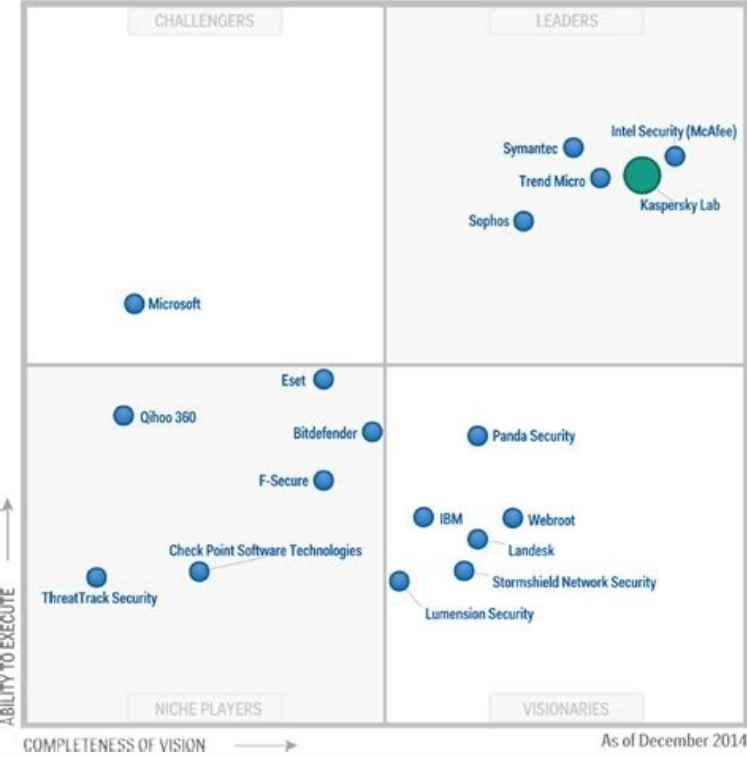 CHALLENGERS
LEADERS
Intel Security (McAfee)
Symantec
Trend Micro
Kaspersky Lab
Sophos
Microsoft
Eset
Qihoo 360
Bitdefender
Panda Security
F-Secure
IBM
Webroot
Check Point Software Technologies
Landesk
Stormshield Network Security
ThreatTrack Security
Lumension Security
ABILITY TO EXECUTE
NICHE PLAYERS
VISIONARIES
COMPLETENESS OF VISION
As of December 2014